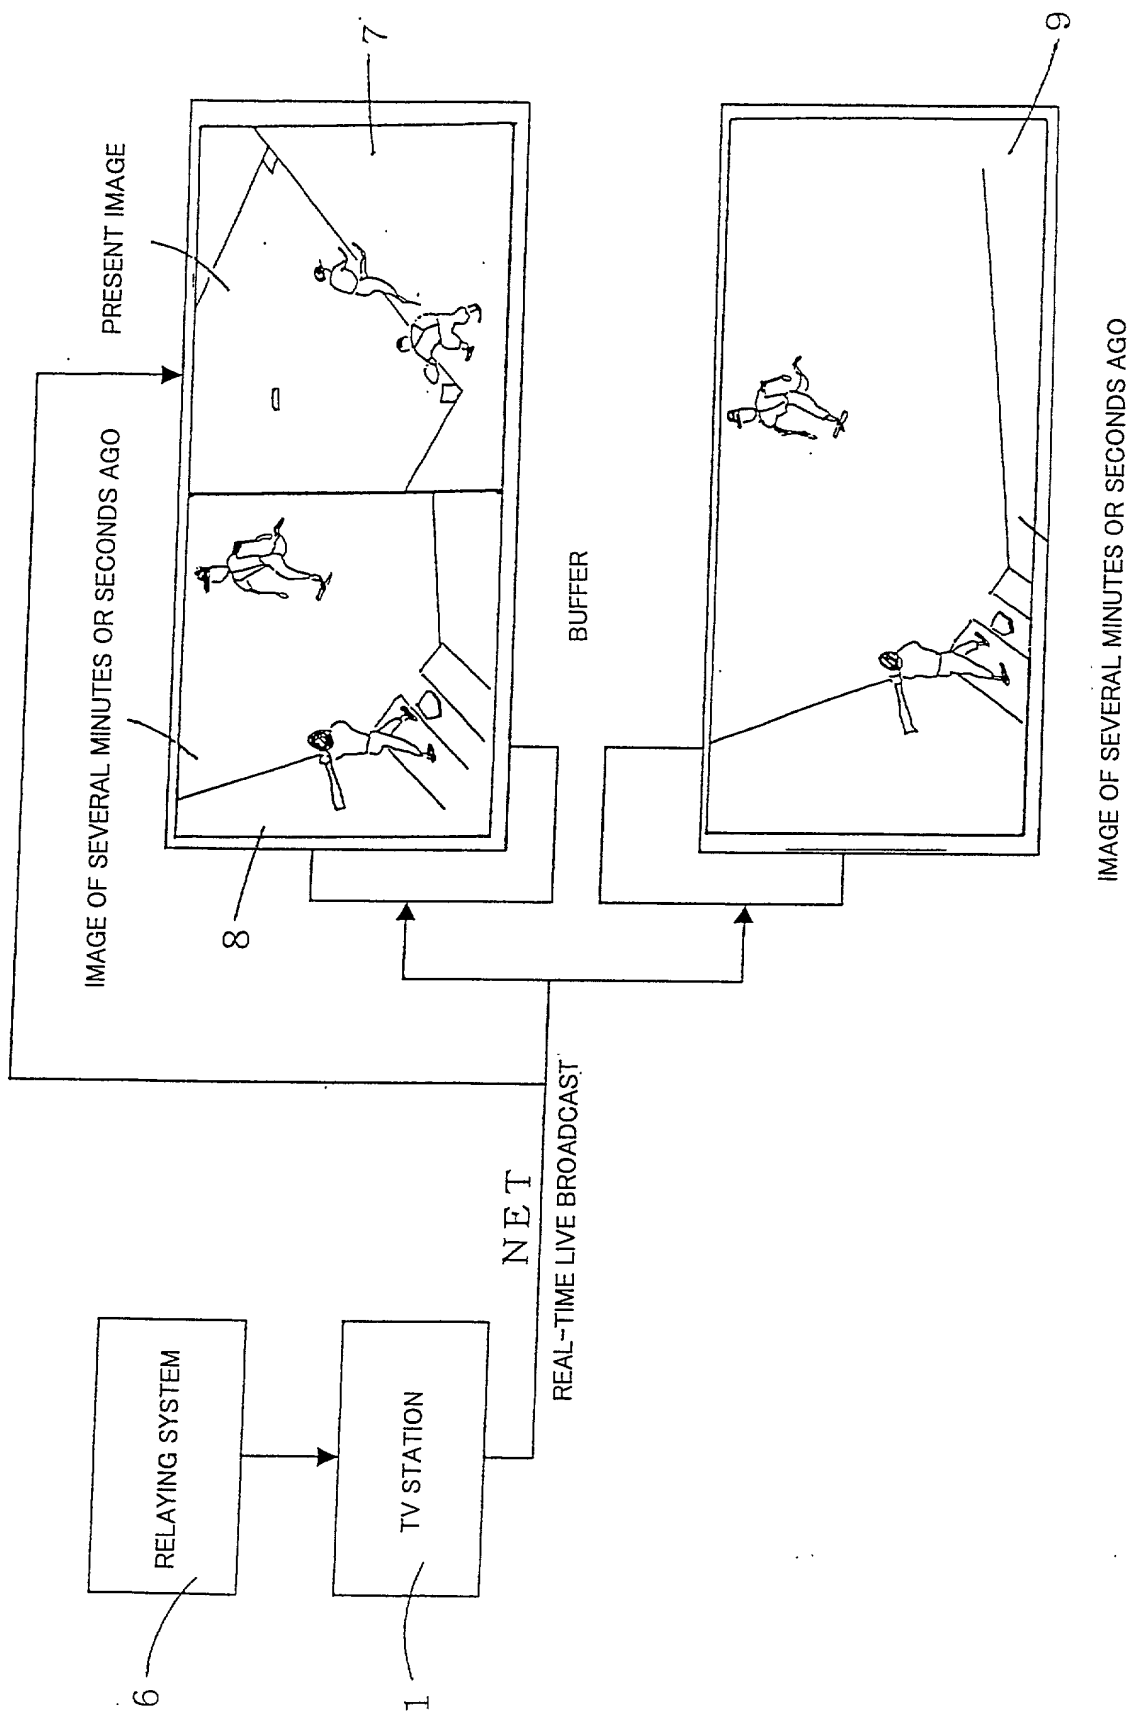 RELAYING SYSTEM
6
TV STATION
1
NET
REAL-TIME LIVE BROADCAST
IMAGE OF SEVERAL MINUTES OR SECONDS AGO
PRESENT IMAGE
8
7
BUFFER
9
IMAGE OF SEVERAL MINUTES OR SECONDS AGO